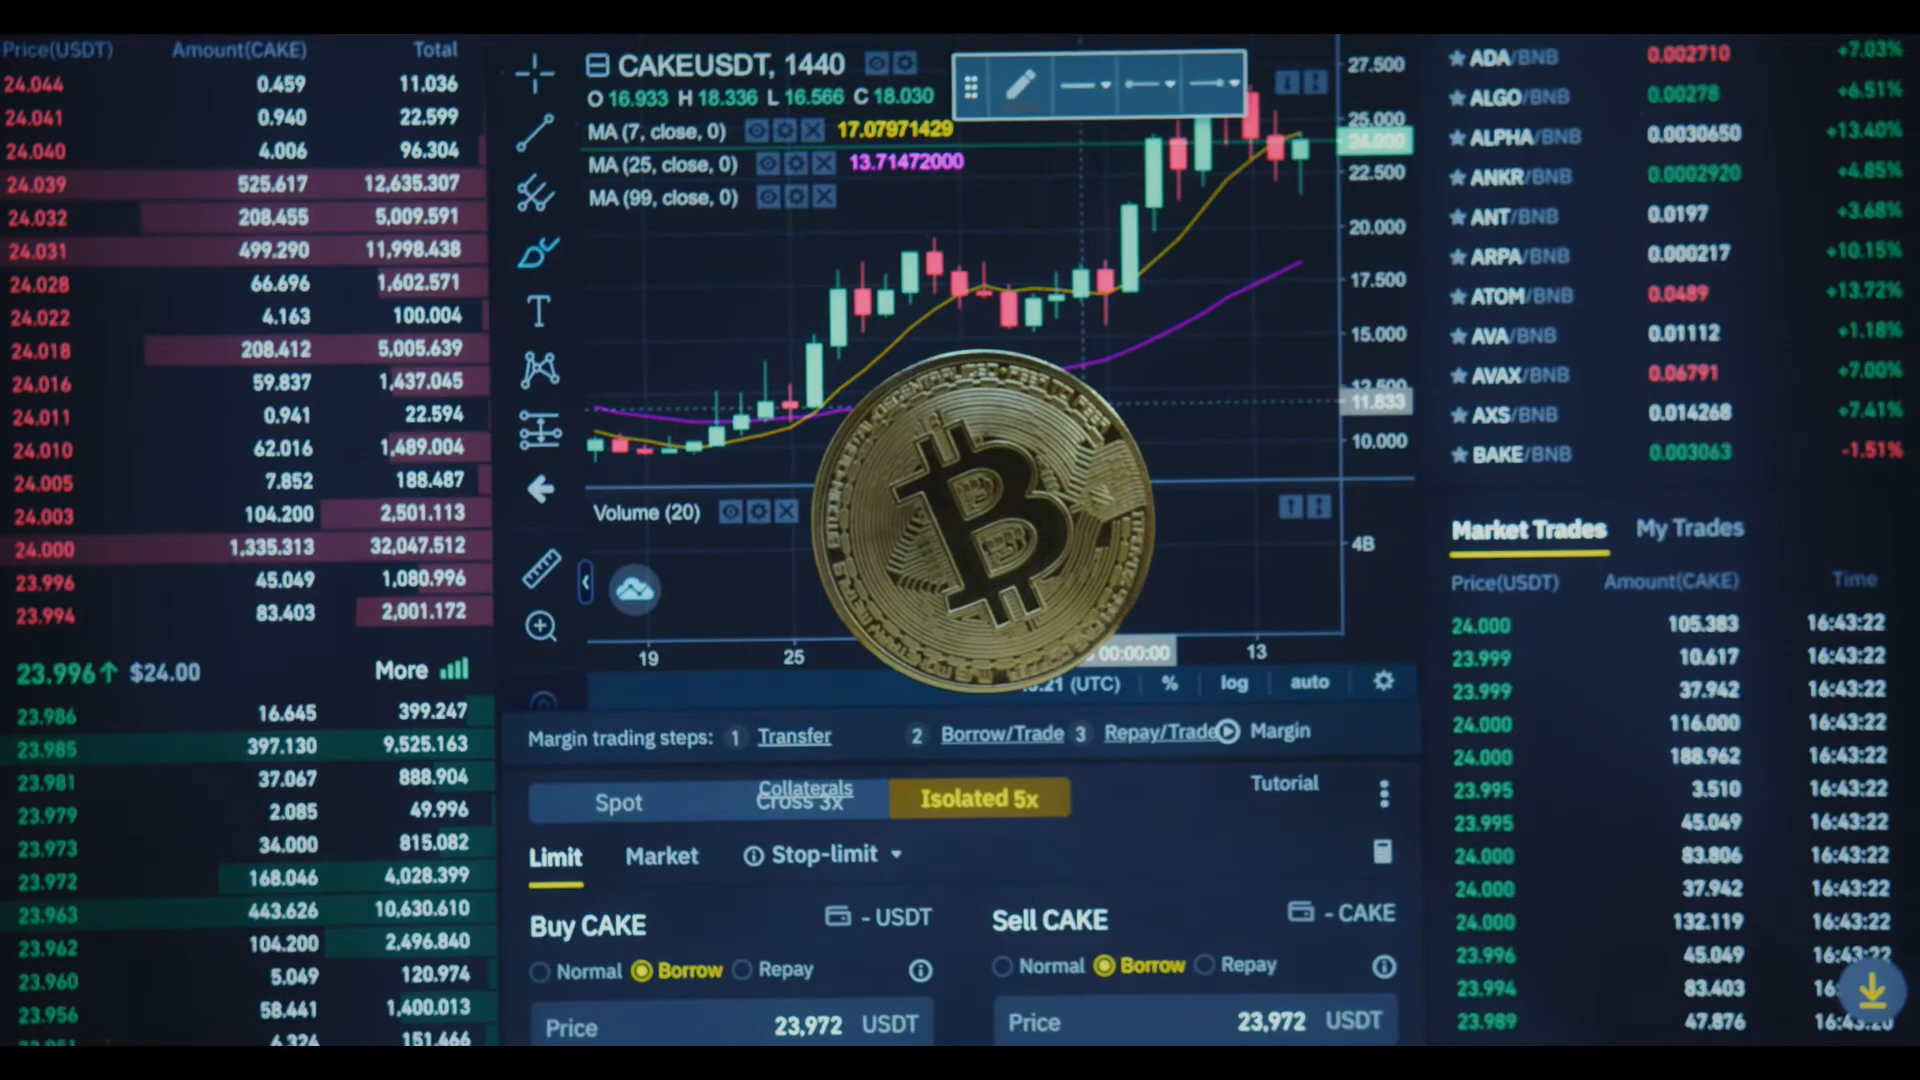 Price(USDT) Amount(CAKE) Total
24.044 0.459 11.036
24.041 0.940 22.599
24.040 4.006 96.304
24.039 525.617 12,635.307
24.032 208.455 5,009.591
24.031 499.290 11,998.438
24.028 66.696 1,602.571
24.022 4.163 100.004
24.018 208.412 5,005.639
24.016 59.837 1,437.045
24.011 0.941 22.594
24.010 62.016 1,489.004
24.005 7.852 188.487
24.003 104.200 2,501.113
24.000 1,335.313 32,047.512
23.996 45.049 1,080.996
23.994 83.403 2,001.172
23.996↑ $24.00 More
23.986 16.645 399.247
23.985 397.130 9,525.163
23.981 37.067 888.904
23.979 2.085 49.996
23.973 34.000 815.082
23.972 168.046 4,028.399
23.963 443.626 10,630.610
23.962 104.200 2,496.840
23.960 5.049 120.974
23.956 58.441 1,400.013
6.324 151.466
CAKEUSDT, 1440
O 16.933 H 18.336 L 16.566 C 18.030
MA (7, close, 0) 17.07971429
MA (25, close, 0) 13.71472000
MA (99, close, 0)
27.500
25.000
24.000
22.500
20.000
17.500
15.000
12.500
11.833
10.000
Volume (20)
4B
19 25 00:00:00 13
21 (UTC) % log auto
Margin trading steps: 1 Transfer 2 Borrow/Trade 3 Repay/Trade Margin
Collaterals Tutorial
Spot Cross 3x Isolated 5x
Limit Market Stop-limit
Buy CAKE - USDT
Normal Borrow Repay
Price 23,972 USDT
Sell CAKE - CAKE
Normal Borrow Repay
Price 23,972 USDT
ADA/BNB 0.002710 +7.03%
ALGO/BNB 0.00278 +6.51%
ALPHA/BNB 0.0030650 +13.40%
ANKR/BNB 0.0002920 +4.85%
ANT/BNB 0.0197 +3.68%
ARPA/BNB 0.000217 +10.15%
ATOM/BNB 0.0489 +13.72%
AVA/BNB 0.01112 +1.18%
AVAX/BNB 0.06791 +7.00%
AXS/BNB 0.014268 +7.41%
BAKE/BNB 0.003063 -1.51%
Market Trades My Trades
Price(USDT) Amount(CAKE) Time
24.000 105.383 16:43:22
23.999 10.617 16:43:22
23.999 37.942 16:43:22
24.000 116.000 16:43:22
24.000 188.962 16:43:22
23.995 3.510 16:43:22
23.995 45.049 16:43:22
24.000 83.806 16:43:22
24.000 37.942 16:43:22
24.000 132.119 16:43:22
23.996 45.049 16:43:22
23.994 83.403
23.989 47.876